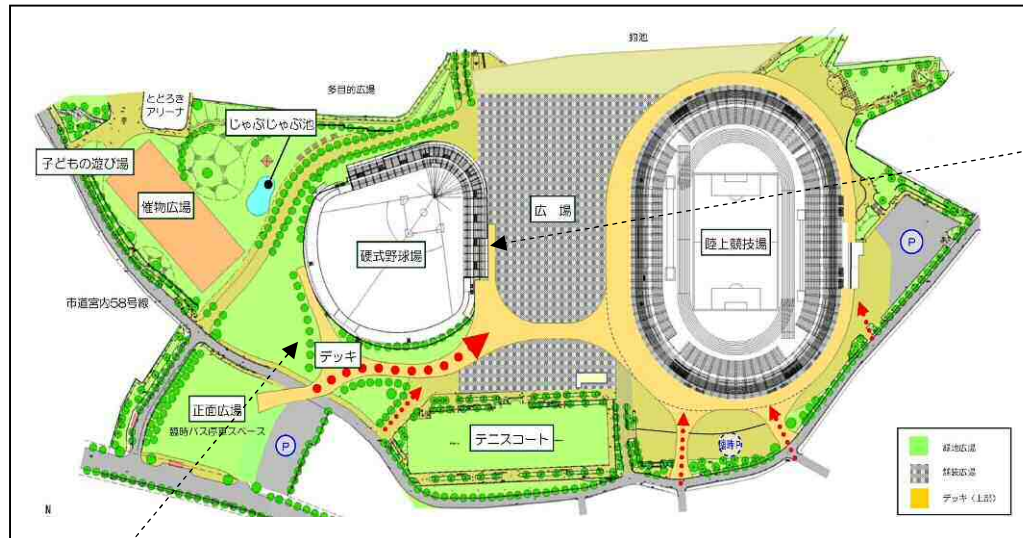 釣池
多目的広場
とどろき
アリーナ
じゃぶじゃぶ池
子どもの遊び場
催物広場
広 場
硬式野球場
陸上競技場
P
市道宮内58号線
デッキ
正面広場
臨時バス停車スペース
P
テニスコート
臨時P
緑地広場
舗装広場
デッキ（上部）
N